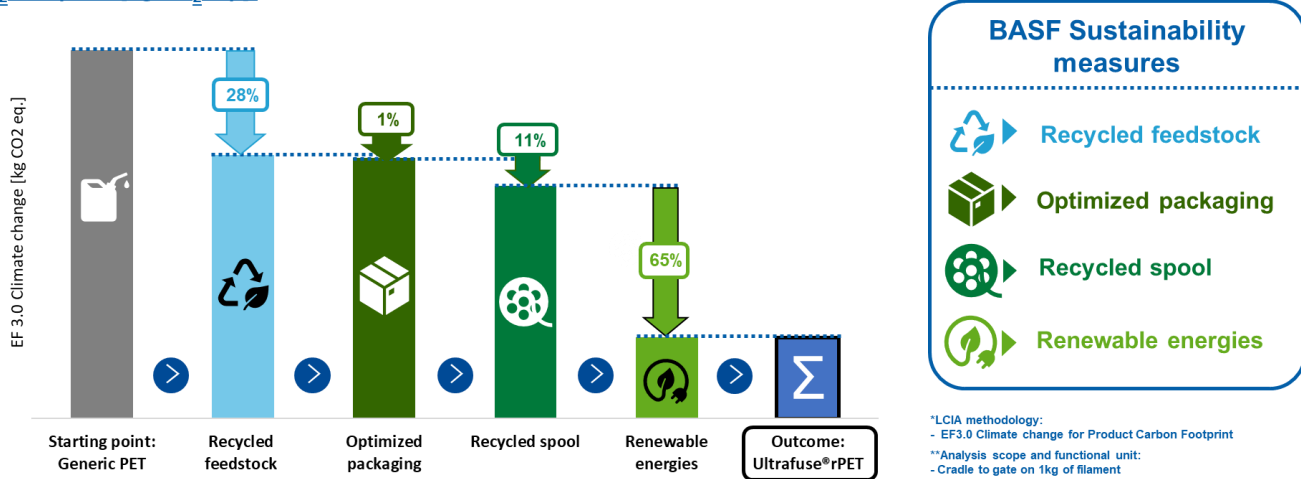 BASF Sustainability
measures
EF 3.0 Climate change [kg CO2 eq.]
28%
1%
11%
65%
Recycled feedstock
Optimized packaging
Recycled spool
Renewable energies
Σ
Starting point:
Generic PET
Recycled
feedstock
Optimized
packaging
Recycled spool
Renewable
energies
Outcome:
Ultrafuse®rPET
*LCIA methodology:
- EF3.0 Climate change for Product Carbon Footprint
**Analysis scope and functional unit:
- Cradle to gate on 1kg of filament